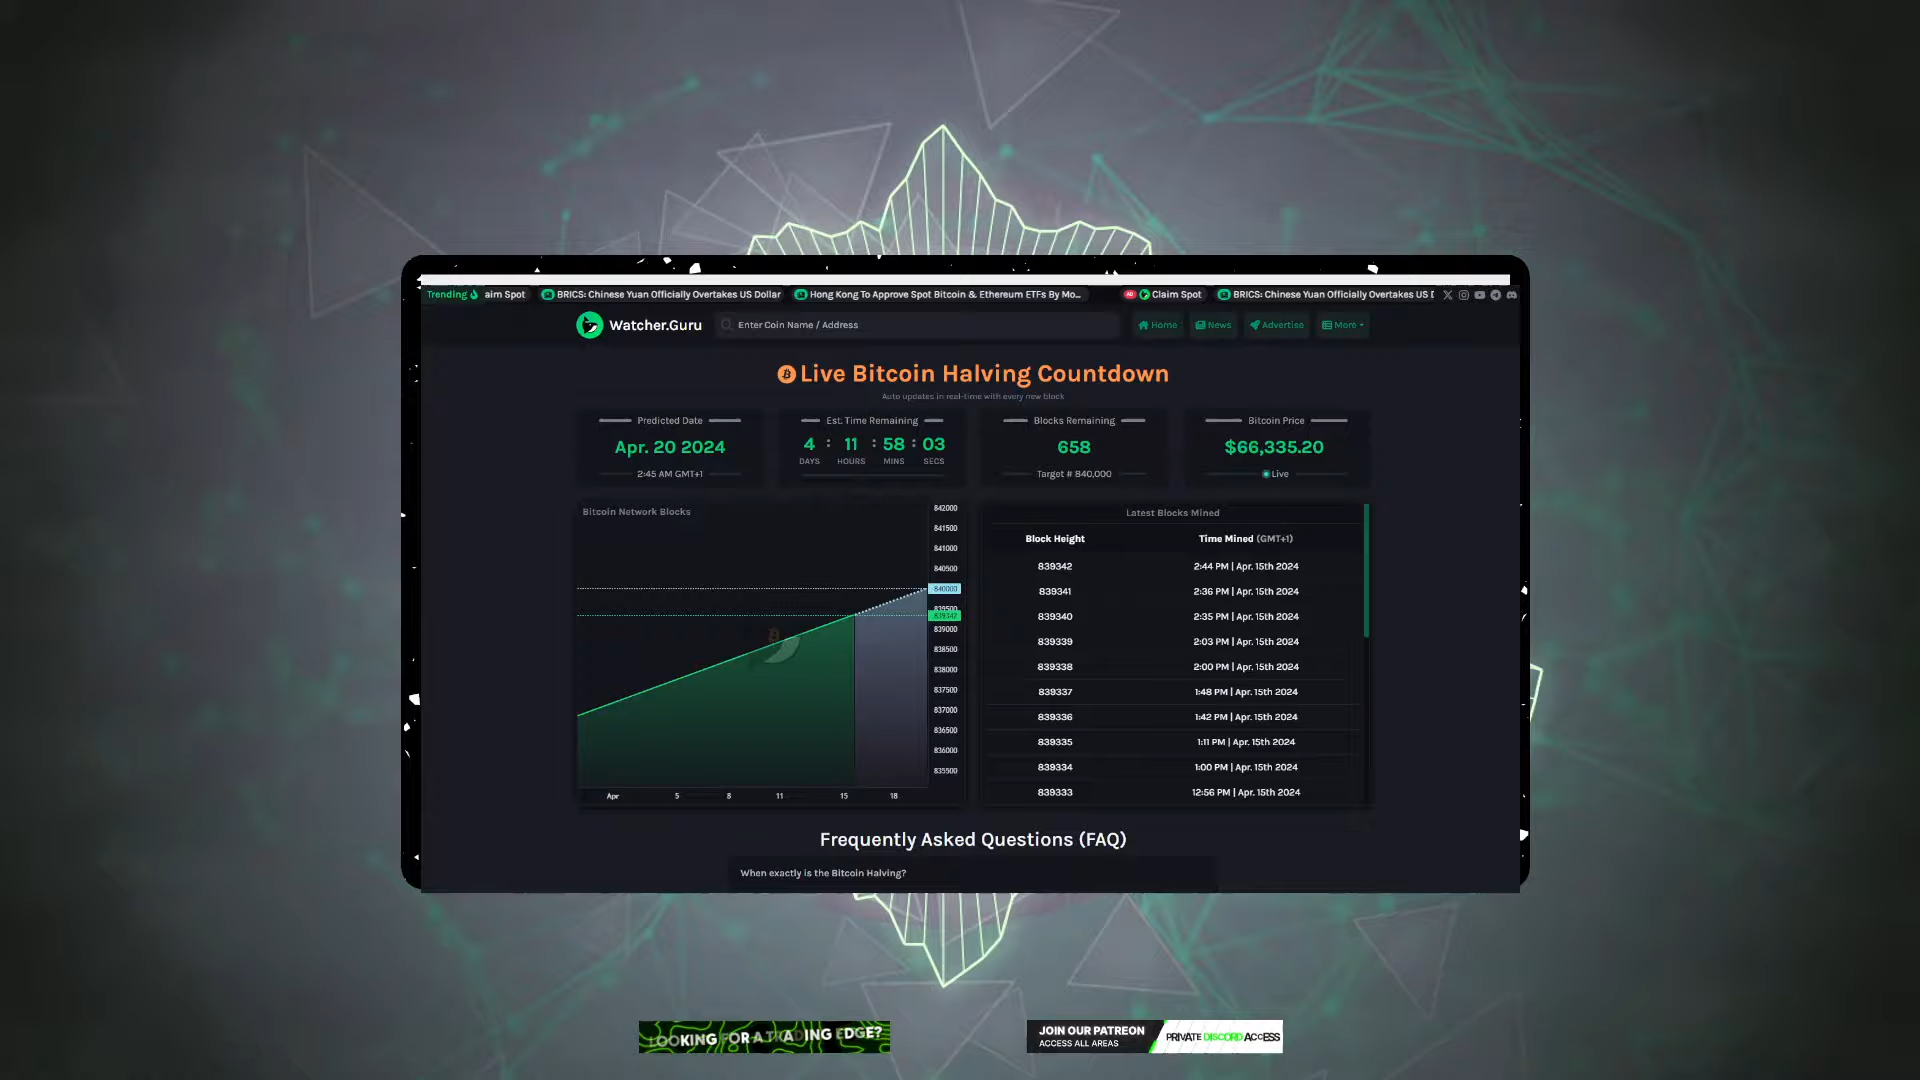 Trending aim Spot BRICS: Chinese Yuan Officially Overtakes US Dollar Hong Kong To Approve Spot Bitcoin & Ethereum ETFs By Mo... AD Claim Spot BRICS: Chinese Yuan Officially Overtakes US D
Watcher.Guru Enter Coin Name / Address Home News Advertise More
Live Bitcoin Halving Countdown
Auto updates in real-time with every new block
Predicted Date
Apr. 20 2024
2:45 AM GMT+1
Est. Time Remaining
4 : 11 : 58 : 03
DAYS HOURS MINS SECS
Blocks Remaining
658
Target # 840,000
Bitcoin Price
$66,335.20
Live
Bitcoin Network Blocks
842000
841500
841000
840500
840000
839500
839342
839000
838500
838000
837500
837000
836500
836000
835500
Apr 5 8 11 15 18
Latest Blocks Mined
Block Height Time Mined (GMT+1)
839342 2:44 PM | Apr. 15th 2024
839341 2:36 PM | Apr. 15th 2024
839340 2:35 PM | Apr. 15th 2024
839339 2:03 PM | Apr. 15th 2024
839338 2:00 PM | Apr. 15th 2024
839337 1:48 PM | Apr. 15th 2024
839336 1:42 PM | Apr. 15th 2024
839335 1:11 PM | Apr. 15th 2024
839334 1:00 PM | Apr. 15th 2024
839333 12:56 PM | Apr. 15th 2024
Frequently Asked Questions (FAQ)
When exactly is the Bitcoin Halving?
LOOKING FOR A TRADING EDGE?
JOIN OUR PATREON
ACCESS ALL AREAS
PRIVATE DISCORD ACCESS